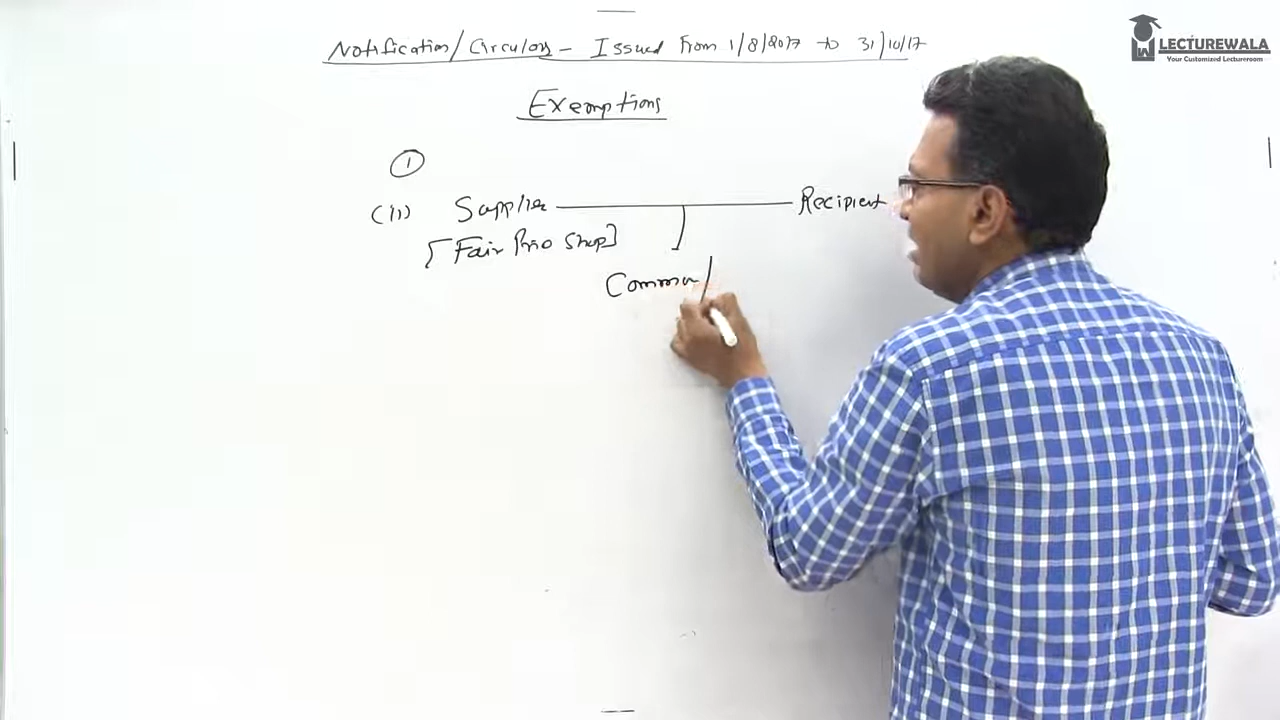 Notification/Circulars - Issued from 1/8/2017 to 31/10/17
LECTUREWALA
Your Customized Lectureroom
Exemptions
1
(ii) Supplier Recipient
[Fair Price Shop]
Commo